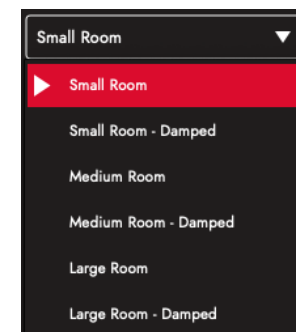 Small Room
Small Room
Small Room - Damped
Medium Room
Medium Room - Damped
Large Room
Large Room - Damped